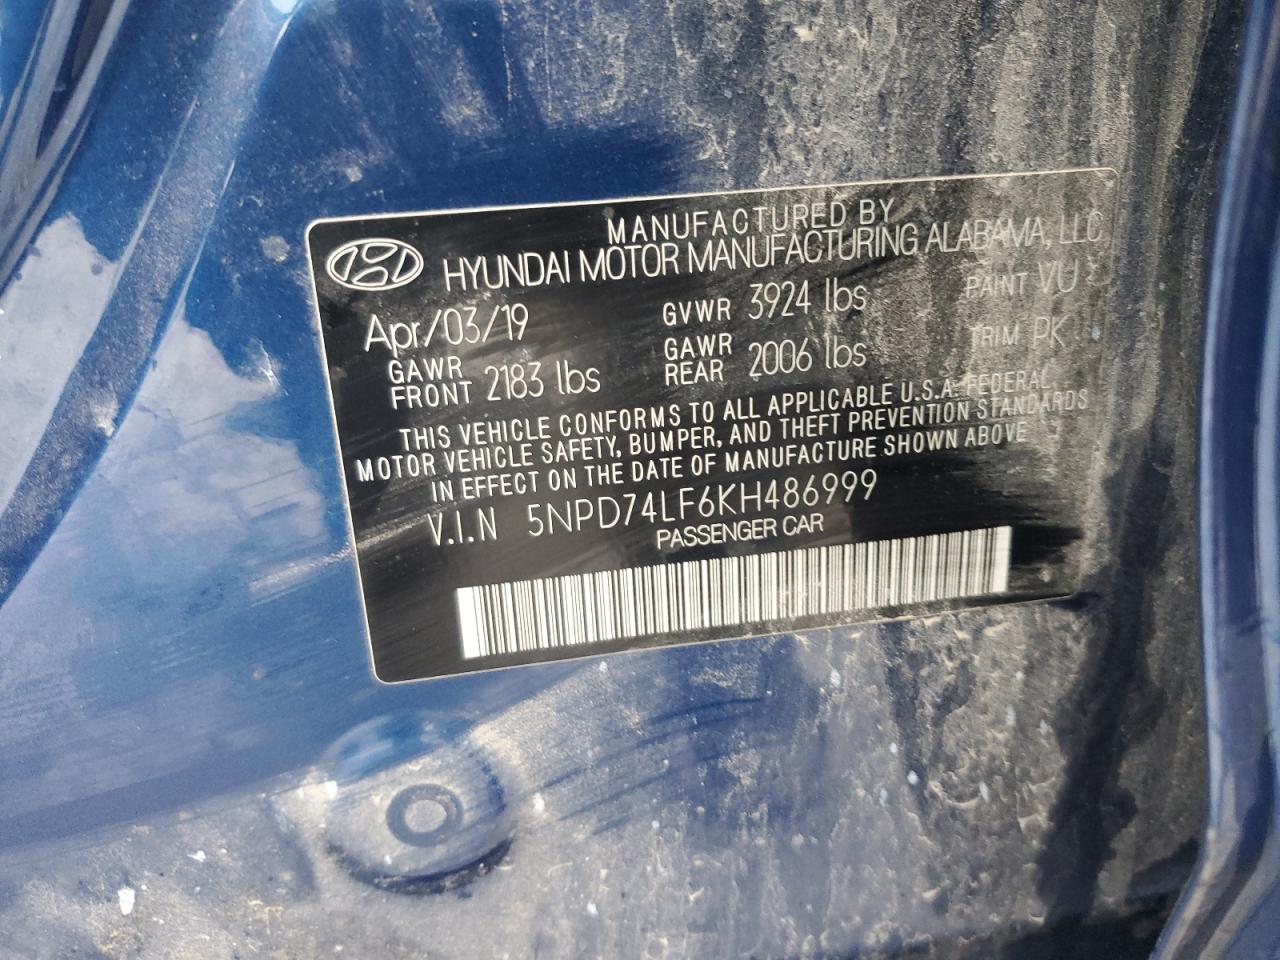 MANUFACTURED BY
HYUNDAI MOTOR MANUFACTURING ALABAMA, LLC
Apr/03/19 GVWR 3924 lbs PAINT VU3
GAWR FRONT 2183 lbs GAWR REAR 2006 lbs TRIM PK
THIS VEHICLE CONFORMS TO ALL APPLICABLE U.S.A. FEDERAL
MOTOR VEHICLE SAFETY, BUMPER, AND THEFT PREVENTION STANDARDS
IN EFFECT ON THE DATE OF MANUFACTURE SHOWN ABOVE
V.I.N 5NPD74LF6KH486999
PASSENGER CAR